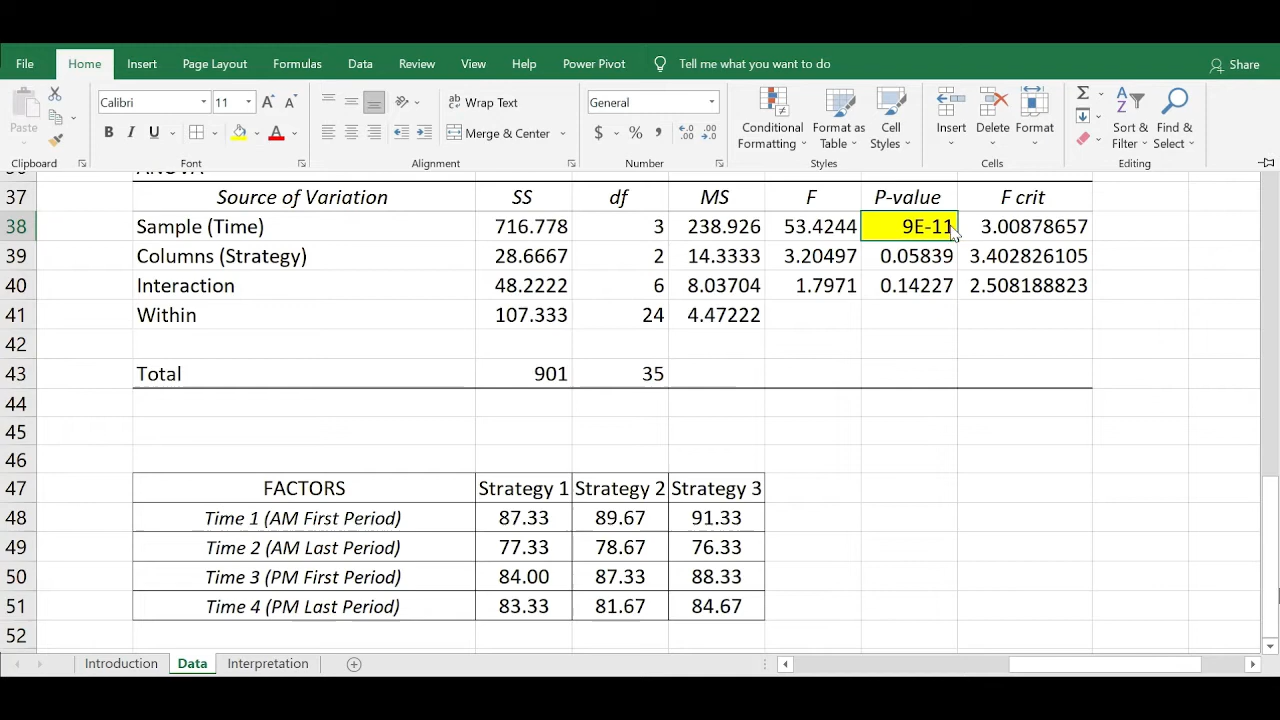 File Home Insert Page Layout Formulas Data Review View Help Power Pivot Tell me what you want to do Share
Paste Calibri 11 A A Wrap Text General Conditional Formatting Format as Table Cell Styles Insert Delete Format Sort & Filter Find & Select
B I U A Merge & Center $ % ,
Clipboard Font Alignment Number Styles Cells Editing
37 Source of Variation SS df MS F P-value F crit
38 Sample (Time) 716.778 3 238.926 53.4244 9E-11 3.00878657
39 Columns (Strategy) 28.6667 2 14.3333 3.20497 0.05839 3.402826105
40 Interaction 48.2222 6 8.03704 1.7971 0.14227 2.508188823
41 Within 107.333 24 4.47222
42
43 Total 901 35
44
45
46
47 FACTORS Strategy 1 Strategy 2 Strategy 3
48 Time 1 (AM First Period) 87.33 89.67 91.33
49 Time 2 (AM Last Period) 77.33 78.67 76.33
50 Time 3 (PM First Period) 84.00 87.33 88.33
51 Time 4 (PM Last Period) 83.33 81.67 84.67
52
Introduction Data Interpretation